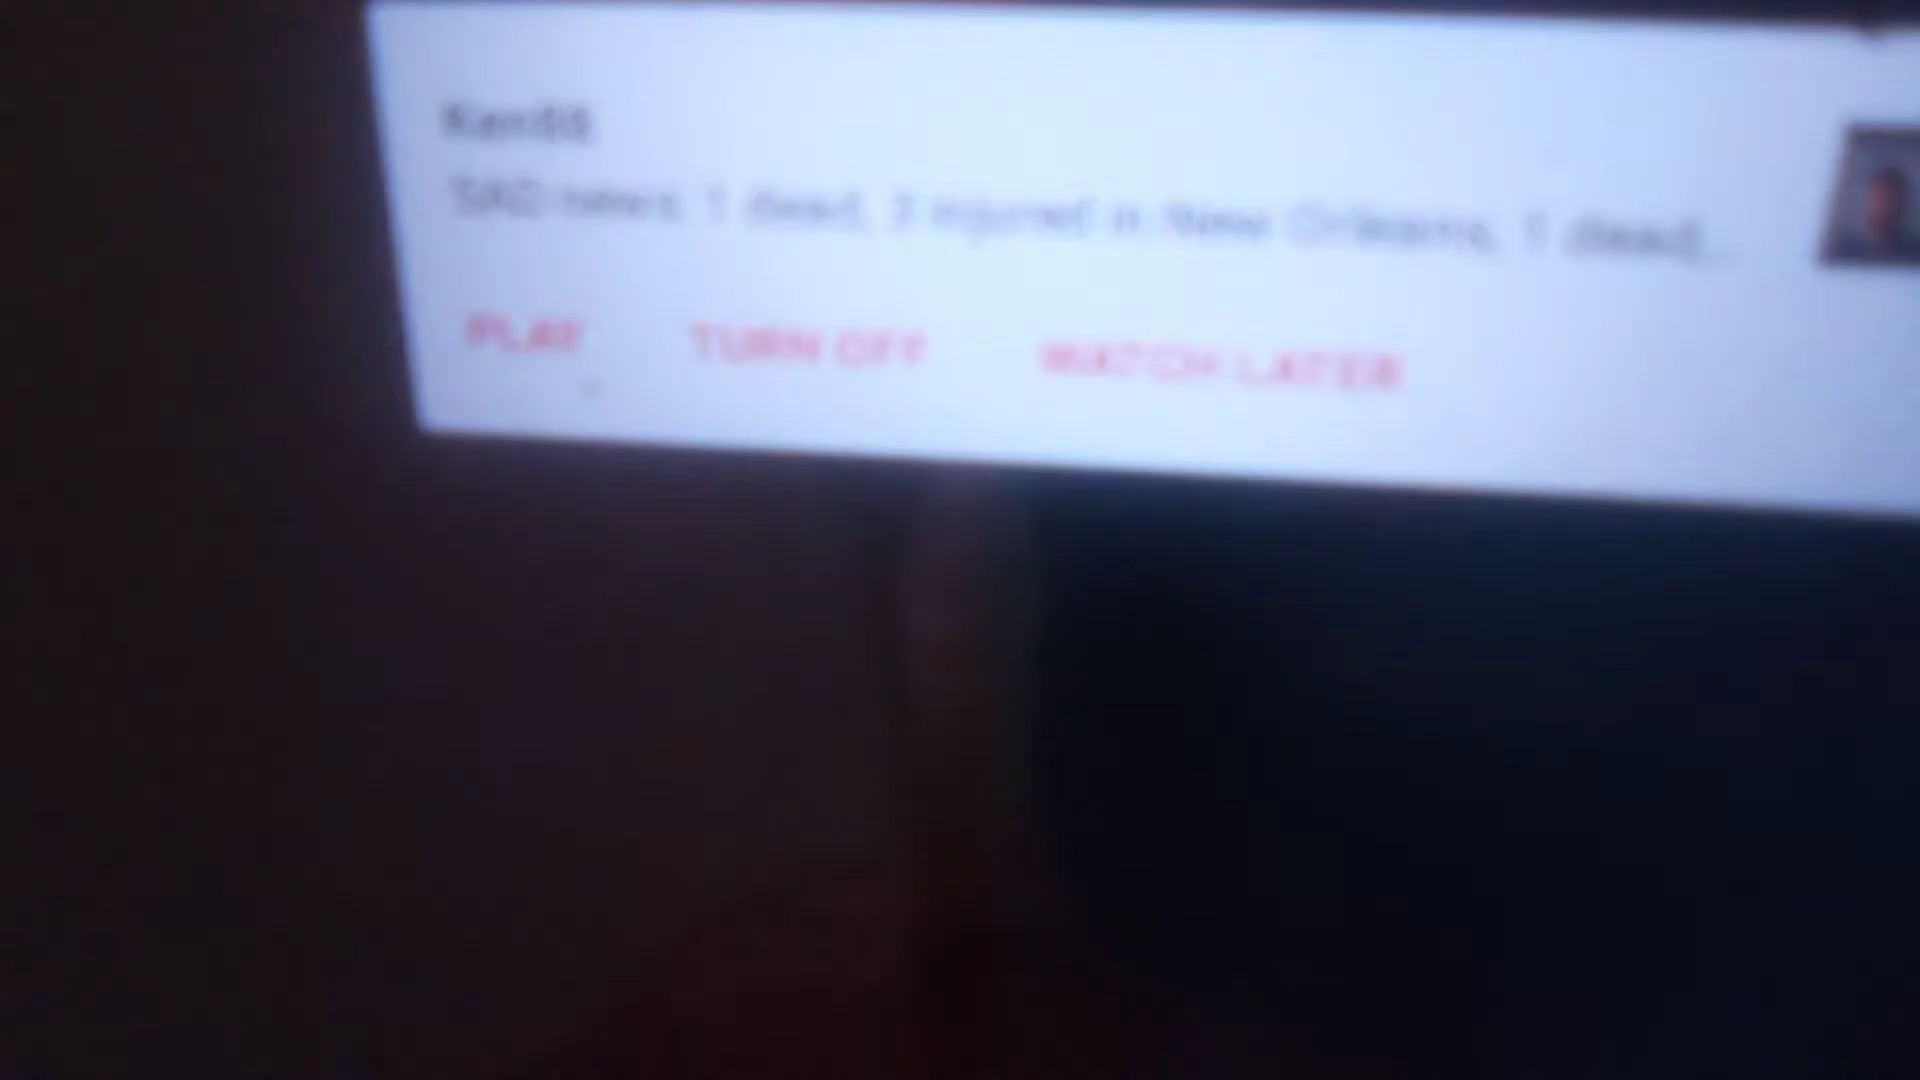 SAD news: 1 dead, 3 injured in New Orleans, 1 dead...
PLAY TURN OFF WATCH LATER